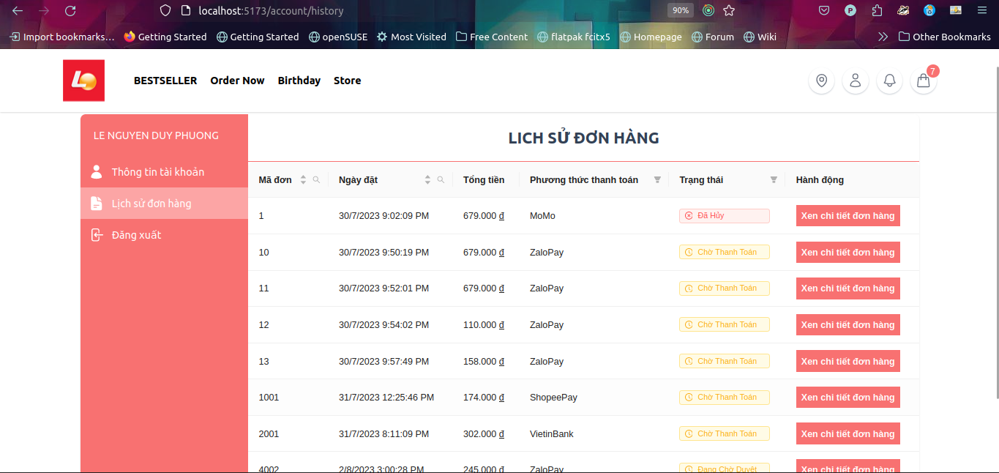 localhost:5173/account/history 90%
Import bookmarks... Getting Started Getting Started openSUSE Most Visited Free Content flatpak fcitx5 Homepage Forum Wiki Other Bookmarks
BESTSELLER Order Now Birthday Store 7
LE NGUYEN DUY PHUONG
Thông tin tài khoản
Lịch sử đơn hàng
Đăng xuất
LỊCH SỬ ĐƠN HÀNG
Mã đơn Ngày đặt Tổng tiền Phương thức thanh toán Trạng thái Hành động
1 30/7/2023 9:02:09 PM 679.000 ₫ MoMo Đã Hủy Xen chi tiết đơn hàng
10 30/7/2023 9:50:19 PM 679.000 ₫ ZaloPay Chờ Thanh Toán Xen chi tiết đơn hàng
11 30/7/2023 9:52:01 PM 679.000 ₫ ZaloPay Chờ Thanh Toán Xen chi tiết đơn hàng
12 30/7/2023 9:54:02 PM 110.000 ₫ ZaloPay Chờ Thanh Toán Xen chi tiết đơn hàng
13 30/7/2023 9:57:49 PM 158.000 ₫ ZaloPay Chờ Thanh Toán Xen chi tiết đơn hàng
1001 31/7/2023 12:25:46 PM 174.000 ₫ ShopeePay Chờ Thanh Toán Xen chi tiết đơn hàng
2001 31/7/2023 8:11:09 PM 302.000 ₫ VietinBank Chờ Thanh Toán Xen chi tiết đơn hàng
4002 2/8/2023 3:00:28 PM 245.000 ₫ ZaloPay Đang Chờ Duyệt Xen chi tiết đơn hàng